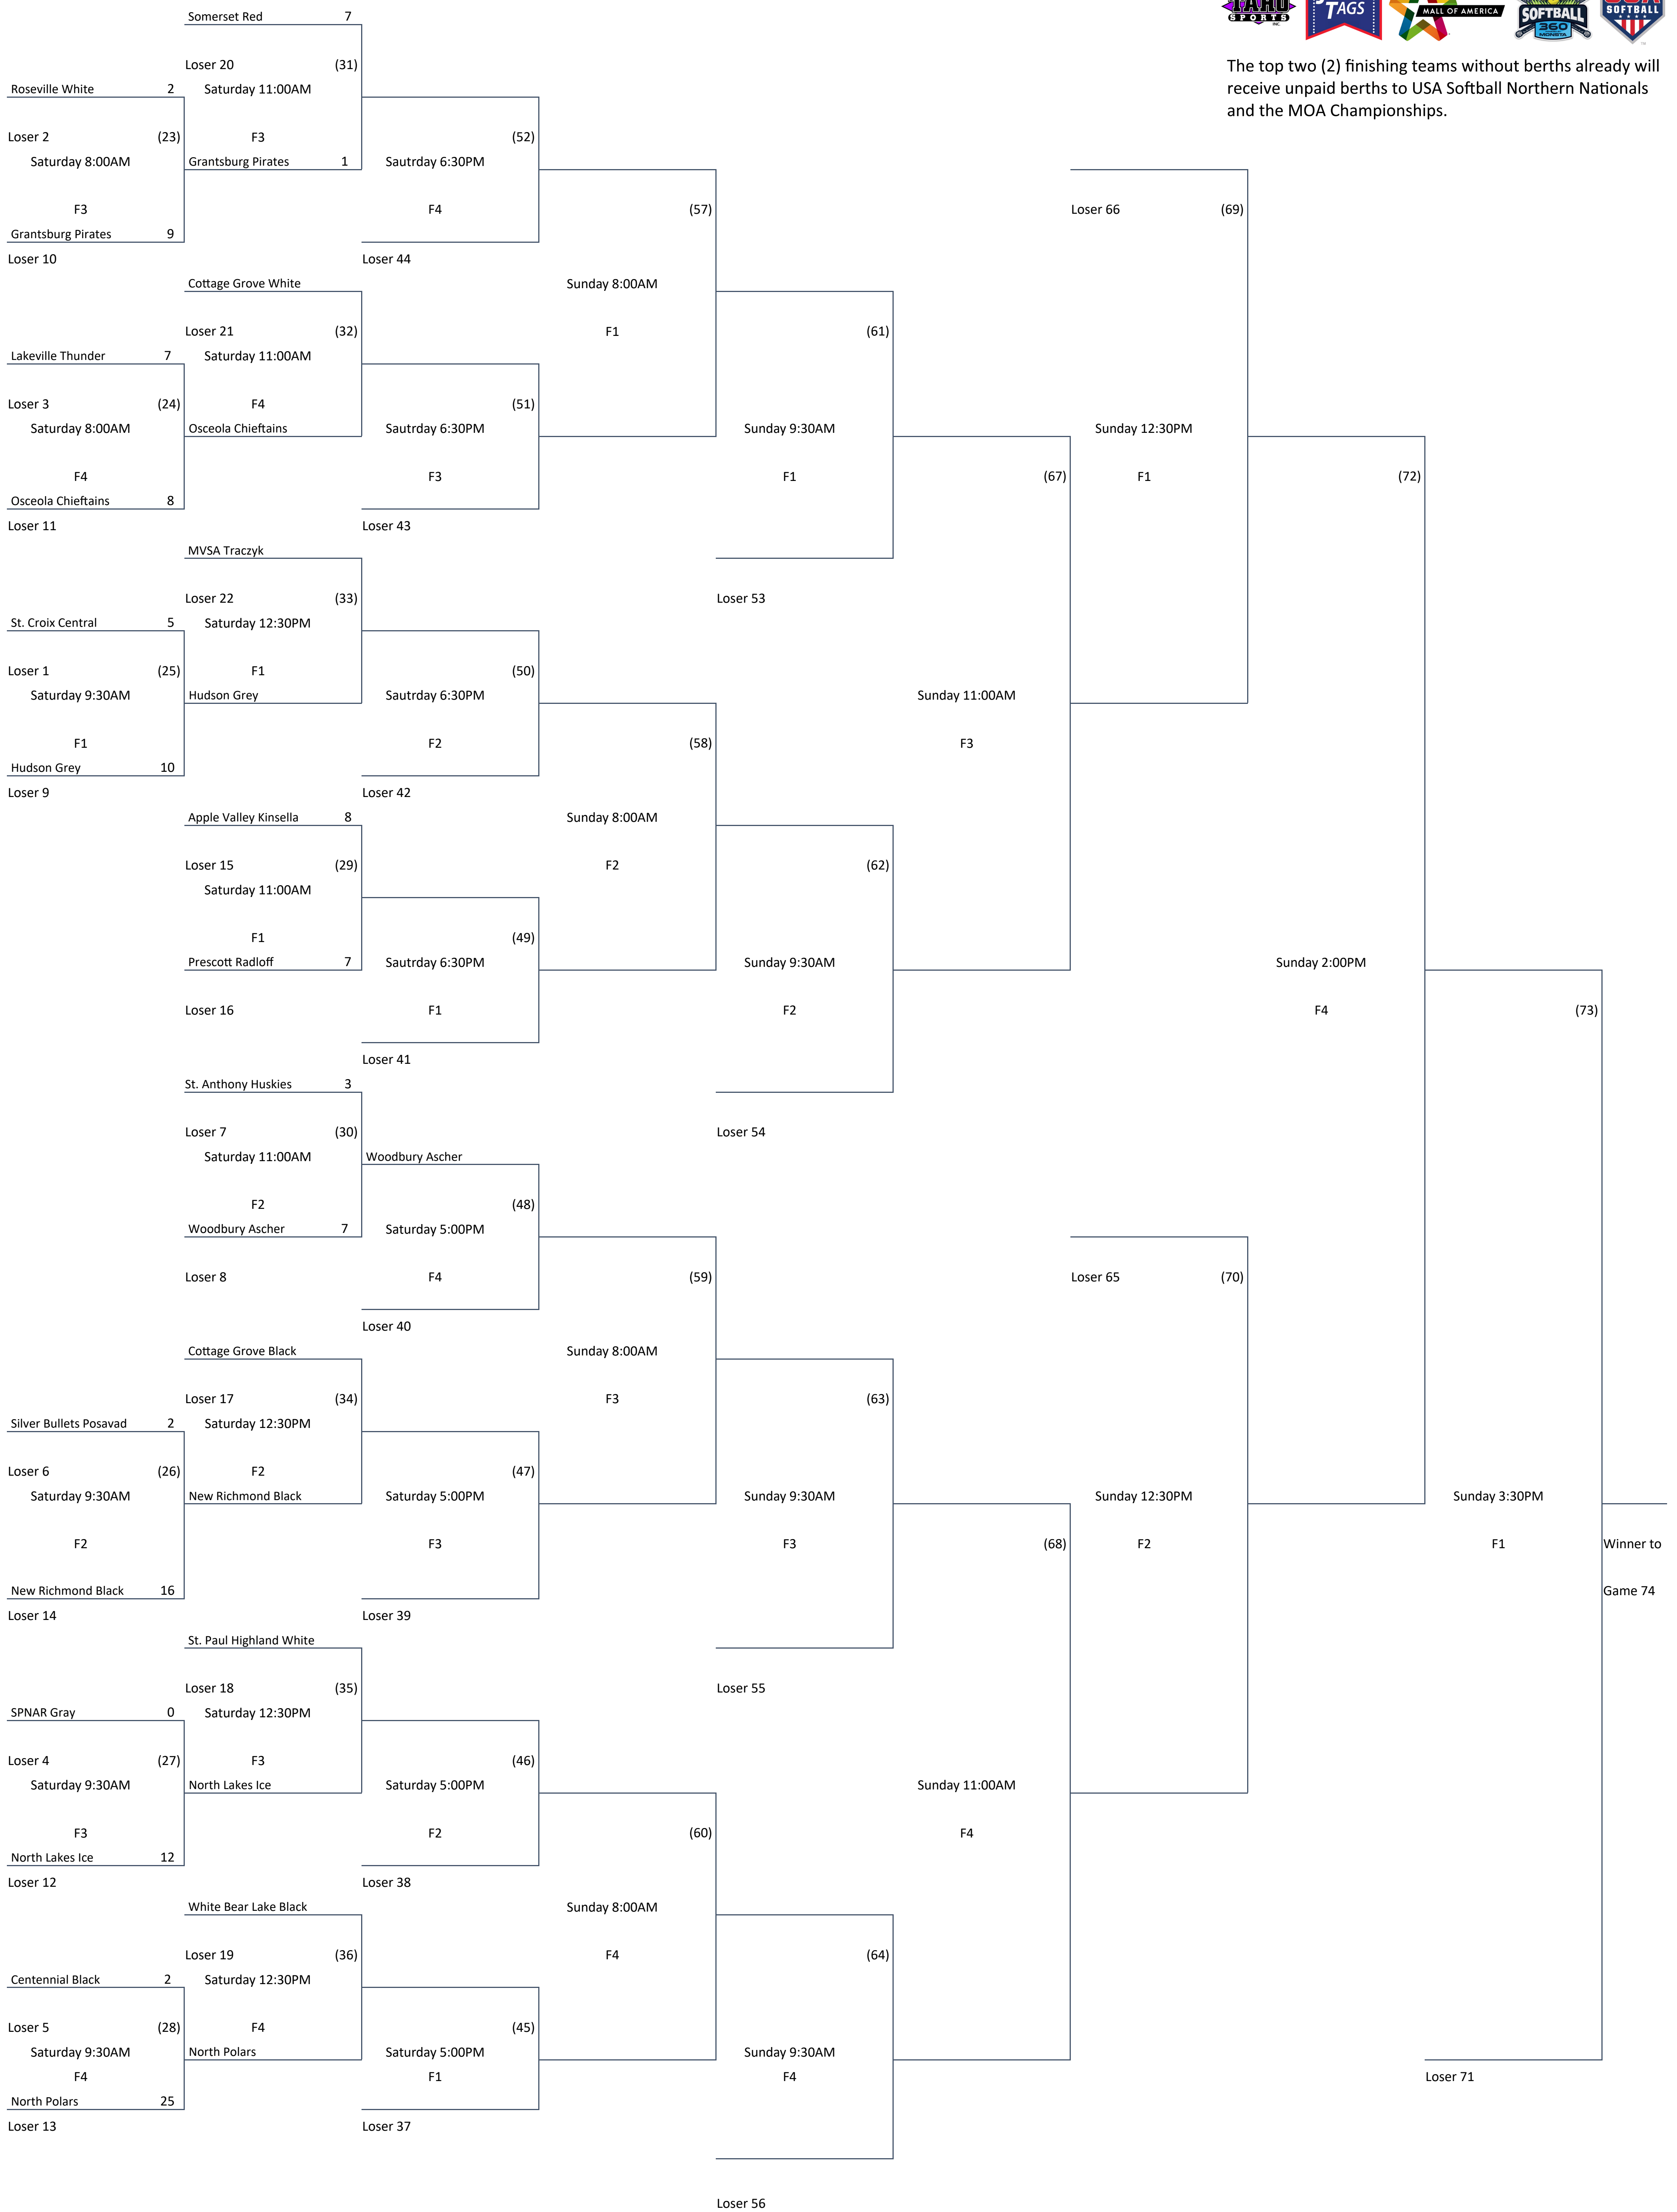 Somerset Red 7
TAHO
SPORTS
INC
TAGS
MALL OF AMERICA
SOFTBALL
360
MONSTA
SOFTBALL
The top two (2) finishing teams without berths already will
receive unpaid berths to USA Softball Northern Nationals
and the MOA Championships.
Loser 20 (31)
Roseville White 2 Saturday 11:00AM
Loser 2 (23) F3 (52)
Saturday 8:00AM Grantsburg Pirates 1 Sautrday 6:30PM
F3 F4 (57) Loser 66 (69)
Grantsburg Pirates 9
Loser 10 Loser 44
Cottage Grove White Sunday 8:00AM
Loser 21 (32) F1 (61)
Lakeville Thunder 7 Saturday 11:00AM
Loser 3 (24) F4 (51)
Saturday 8:00AM Osceola Chieftains Sautrday 6:30PM Sunday 9:30AM Sunday 12:30PM
F4 F3 F1 (67) F1 (72)
Osceola Chieftains 8
Loser 11 Loser 43
MVSA Traczyk
Loser 22 (33) Loser 53
St. Croix Central 5 Saturday 12:30PM
Loser 1 (25) F1 (50)
Saturday 9:30AM Hudson Grey Sautrday 6:30PM Sunday 11:00AM
F1 F2 (58) F3
Hudson Grey 10
Loser 9 Loser 42
Apple Valley Kinsella 8 Sunday 8:00AM
Loser 15 (29) F2 (62)
Saturday 11:00AM
F1 (49)
Prescott Radloff 7 Sautrday 6:30PM Sunday 9:30AM Sunday 2:00PM
Loser 16 F1 F2 F4 (73)
Loser 41
St. Anthony Huskies 3
Loser 7 (30) Loser 54
Saturday 11:00AM Woodbury Ascher
F2 (48)
Woodbury Ascher 7 Saturday 5:00PM
Loser 8 F4 (59) Loser 65 (70)
Loser 40
Cottage Grove Black Sunday 8:00AM
Loser 17 (34) F3 (63)
Silver Bullets Posavad 2 Saturday 12:30PM
Loser 6 (26) F2 (47)
Saturday 9:30AM New Richmond Black Saturday 5:00PM Sunday 9:30AM Sunday 12:30PM Sunday 3:30PM
F2 F3 F3 (68) F2 F1 Winner to
New Richmond Black 16 Game 74
Loser 14 Loser 39
St. Paul Highland White
Loser 18 (35) Loser 55
SPNAR Gray 0 Saturday 12:30PM
Loser 4 (27) F3 (46)
Saturday 9:30AM North Lakes Ice Saturday 5:00PM Sunday 11:00AM
F3 F2 (60) F4
North Lakes Ice 12
Loser 12 Loser 38
White Bear Lake Black Sunday 8:00AM
Loser 19 (36) F4 (64)
Centennial Black 2 Saturday 12:30PM
Loser 5 (28) F4 (45)
Saturday 9:30AM North Polars Saturday 5:00PM Sunday 9:30AM
F4 F1 F4 Loser 71
North Polars 25
Loser 13 Loser 37
Loser 56